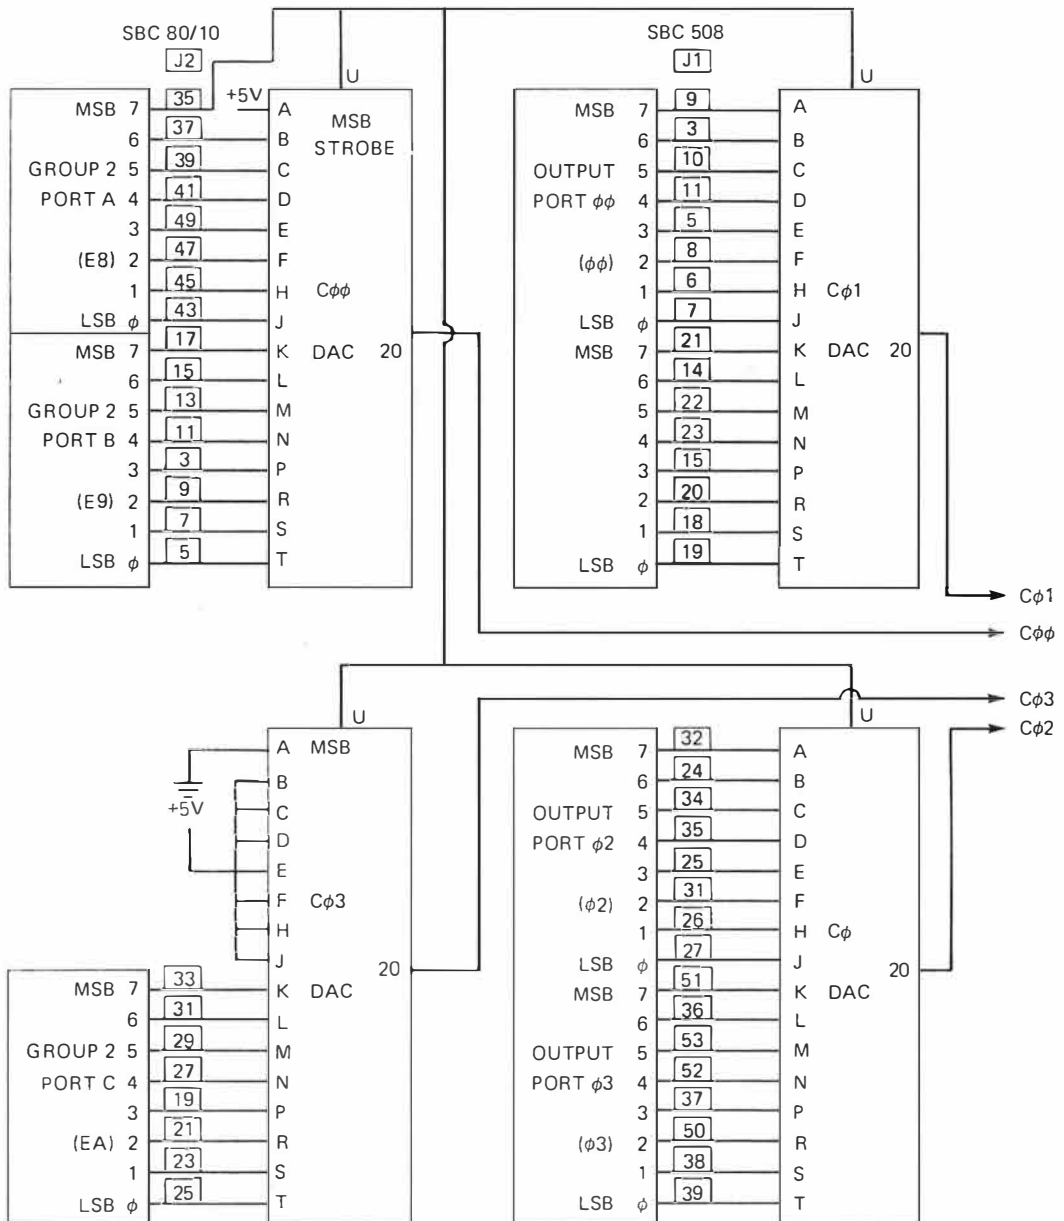 SBC 80/10
J2
U
+5V
MSB 7 35 A
6 37 B
GROUP 2 5 39 C
PORT A 4 41 D
3 49 E
(E8) 2 47 F
1 45 H
LSB ϕ 43 J
MSB 7 17 K
6 15 L
GROUP 2 5 13 M
PORT B 4 11 N
3 3 P
(E9) 2 9 R
1 7 S
LSB ϕ 5 T
MSB
STROBE
Cϕϕ
DAC 20
SBC 508
J1
U
MSB 7 9 A
6 3 B
OUTPUT 5 10 C
PORT ϕϕ 4 11 D
3 5 E
(ϕϕ) 2 8 F
1 6 H Cϕ1
LSB ϕ 7 J
MSB 7 21 K DAC 20
6 14 L
5 22 M
4 23 N
3 15 P
2 20 R
1 18 S
LSB ϕ 19 T
Cϕ1
Cϕϕ
Cϕ3
Cϕ2
U
+5V
A MSB
B
C
D
E
F Cϕ3
H
J
20
MSB 7 33 K DAC
6 31 L
GROUP 2 5 29 M
PORT C 4 27 N
3 19 P
(EA) 2 21 R
1 23 S
LSB ϕ 25 T
U
MSB 7 32 A
6 24 B
OUTPUT 5 34 C
PORT ϕ2 4 35 D
3 25 E
(ϕ2) 2 31 F
1 26 H Cϕ
LSB ϕ 27 J
20
MSB 7 51 K DAC
6 36 L
OUTPUT 5 53 M
PORT ϕ3 4 52 N
3 37 P
(ϕ3) 2 50 R
1 38 S
LSB ϕ 39 T